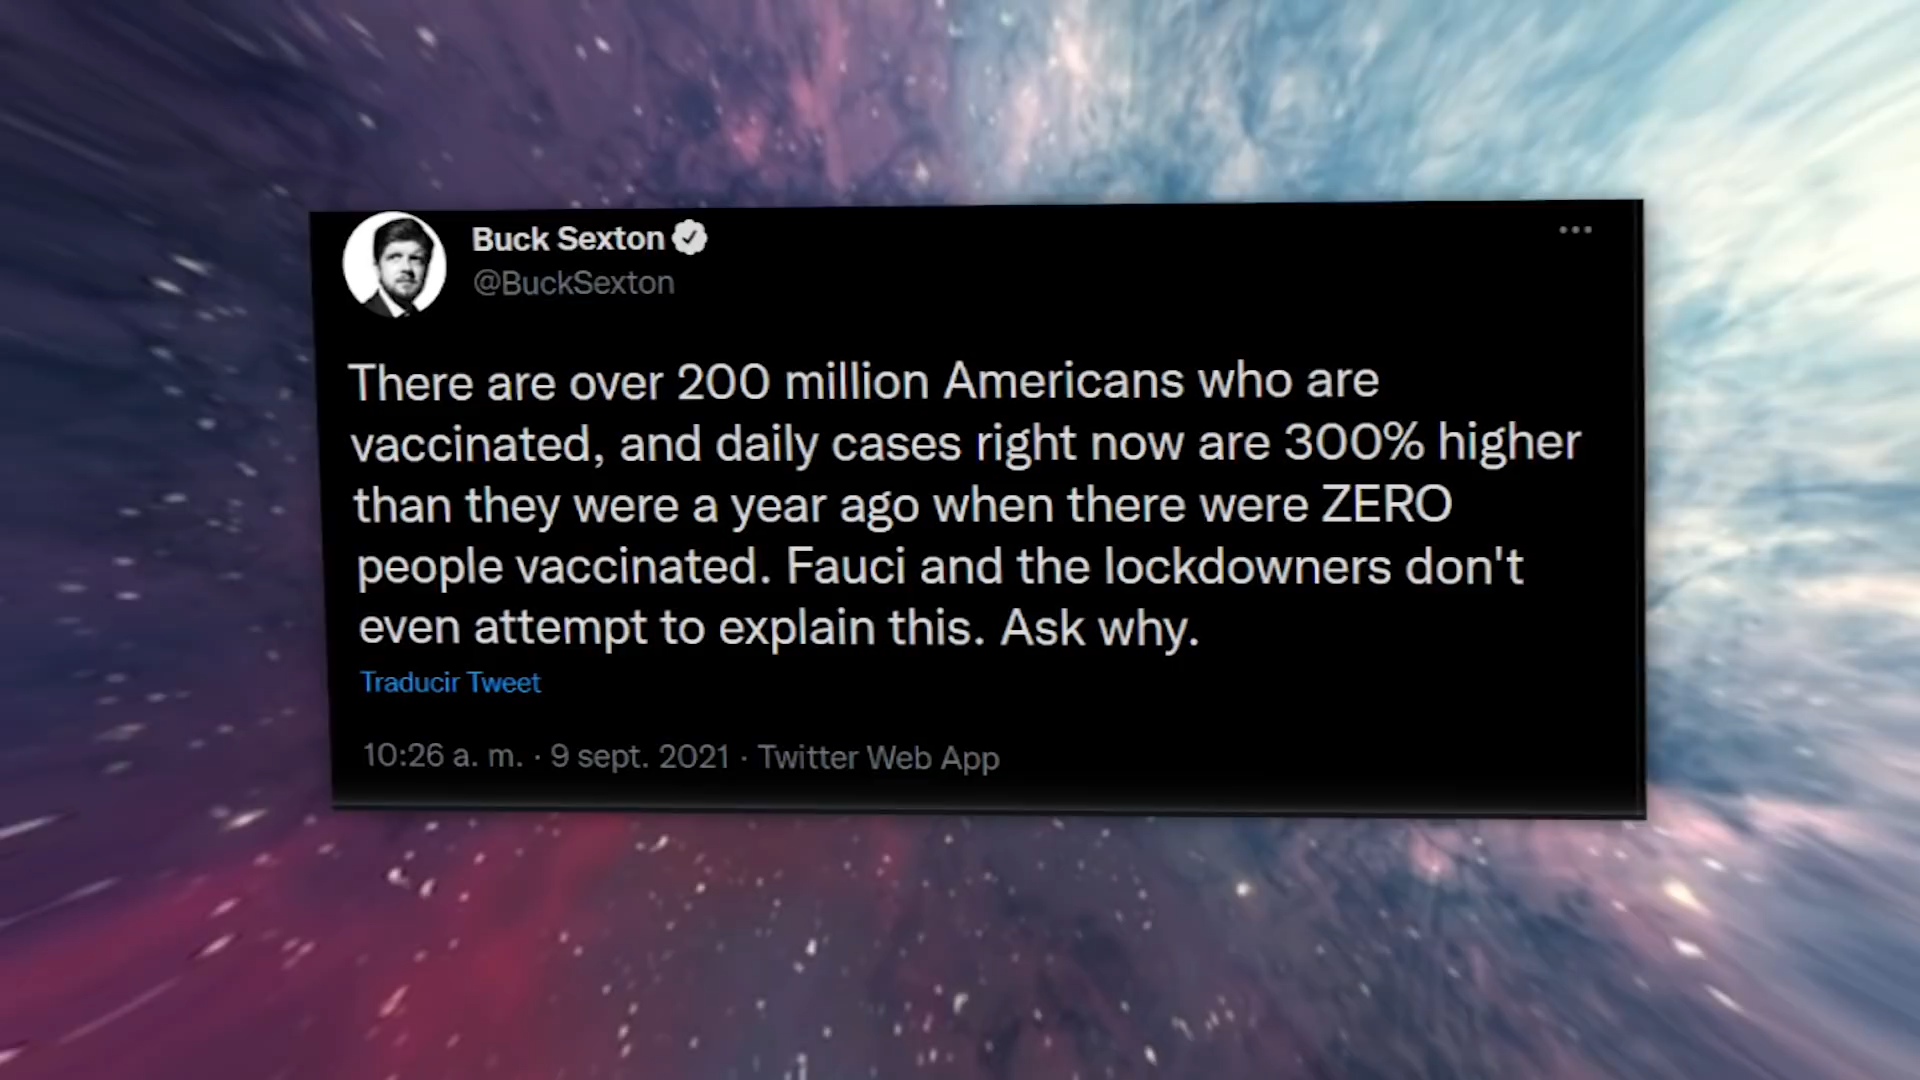 Buck Sexton
@BuckSexton
There are over 200 million Americans who are
vaccinated, and daily cases right now are 300% higher
than they were a year ago when there were ZERO
people vaccinated. Fauci and the lockdowners don't
even attempt to explain this. Ask why.
Traducir Tweet
10:26 a. m. · 9 sept. 2021 · Twitter Web App